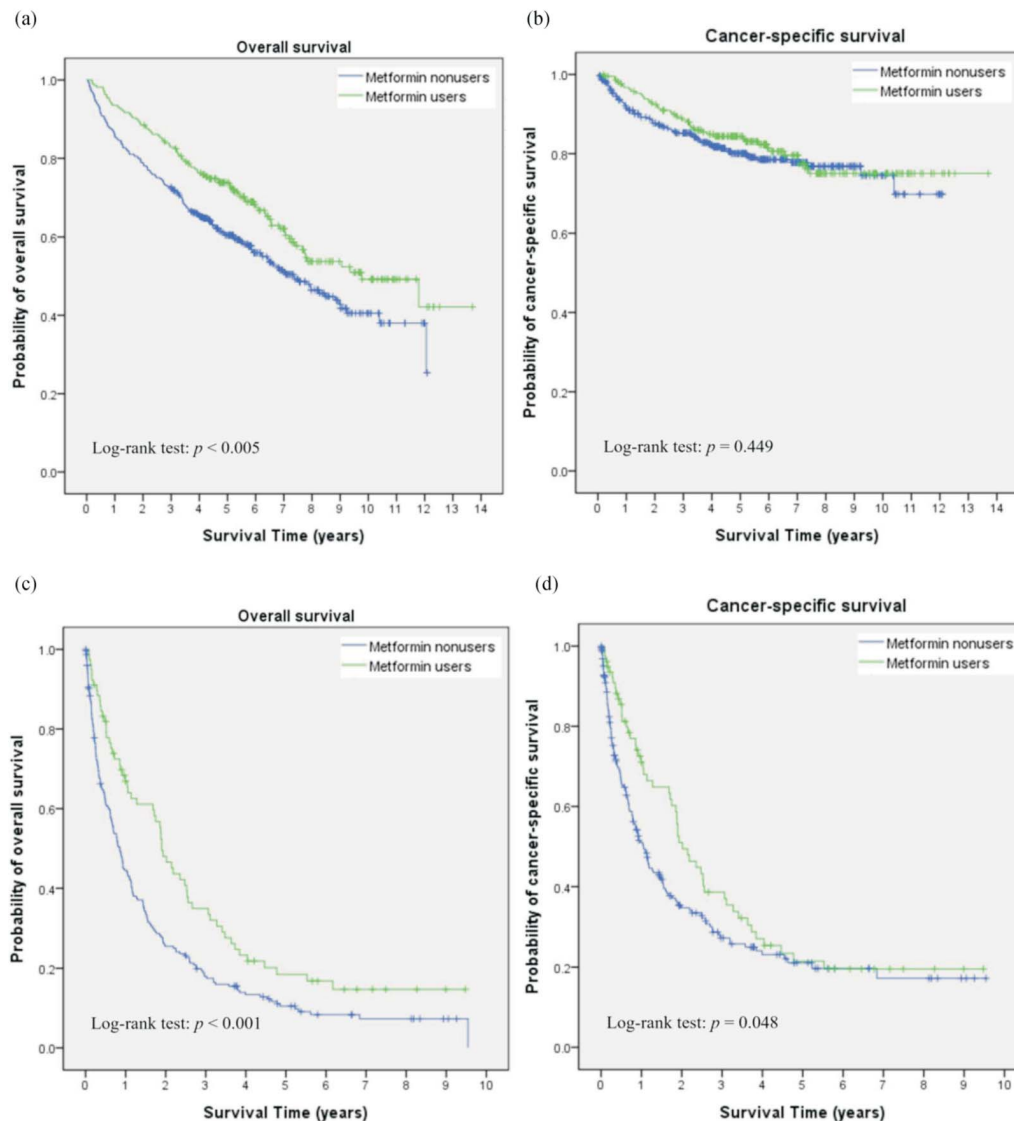 (a)
Overall survival
Metformin nonusers
Metformin users
Probability of overall survival
1.0
0.8
0.6
0.4
0.2
0.0
Log-rank test: p < 0.005
0 1 2 3 4 5 6 7 8 9 10 11 12 13 14
Survival Time (years)
(b)
Cancer-specific survival
Metformin nonusers
Metformin users
Probability of cancer-specific survival
1.0
0.8
0.6
0.4
0.2
0.0
Log-rank test: p = 0.449
0 1 2 3 4 5 6 7 8 9 10 11 12 13 14
Survival Time (years)
(c)
Overall survival
Metformin nonusers
Metformin users
Probability of overall survival
1.0
0.8
0.6
0.4
0.2
0.0
Log-rank test: p < 0.001
0 1 2 3 4 5 6 7 8 9 10
Survival Time (years)
(d)
Cancer-specific survival
Metformin nonusers
Metformin users
Probability of cancer-specific survival
1.0
0.8
0.6
0.4
0.2
0.0
Log-rank test: p = 0.048
0 1 2 3 4 5 6 7 8 9 10
Survival Time (years)